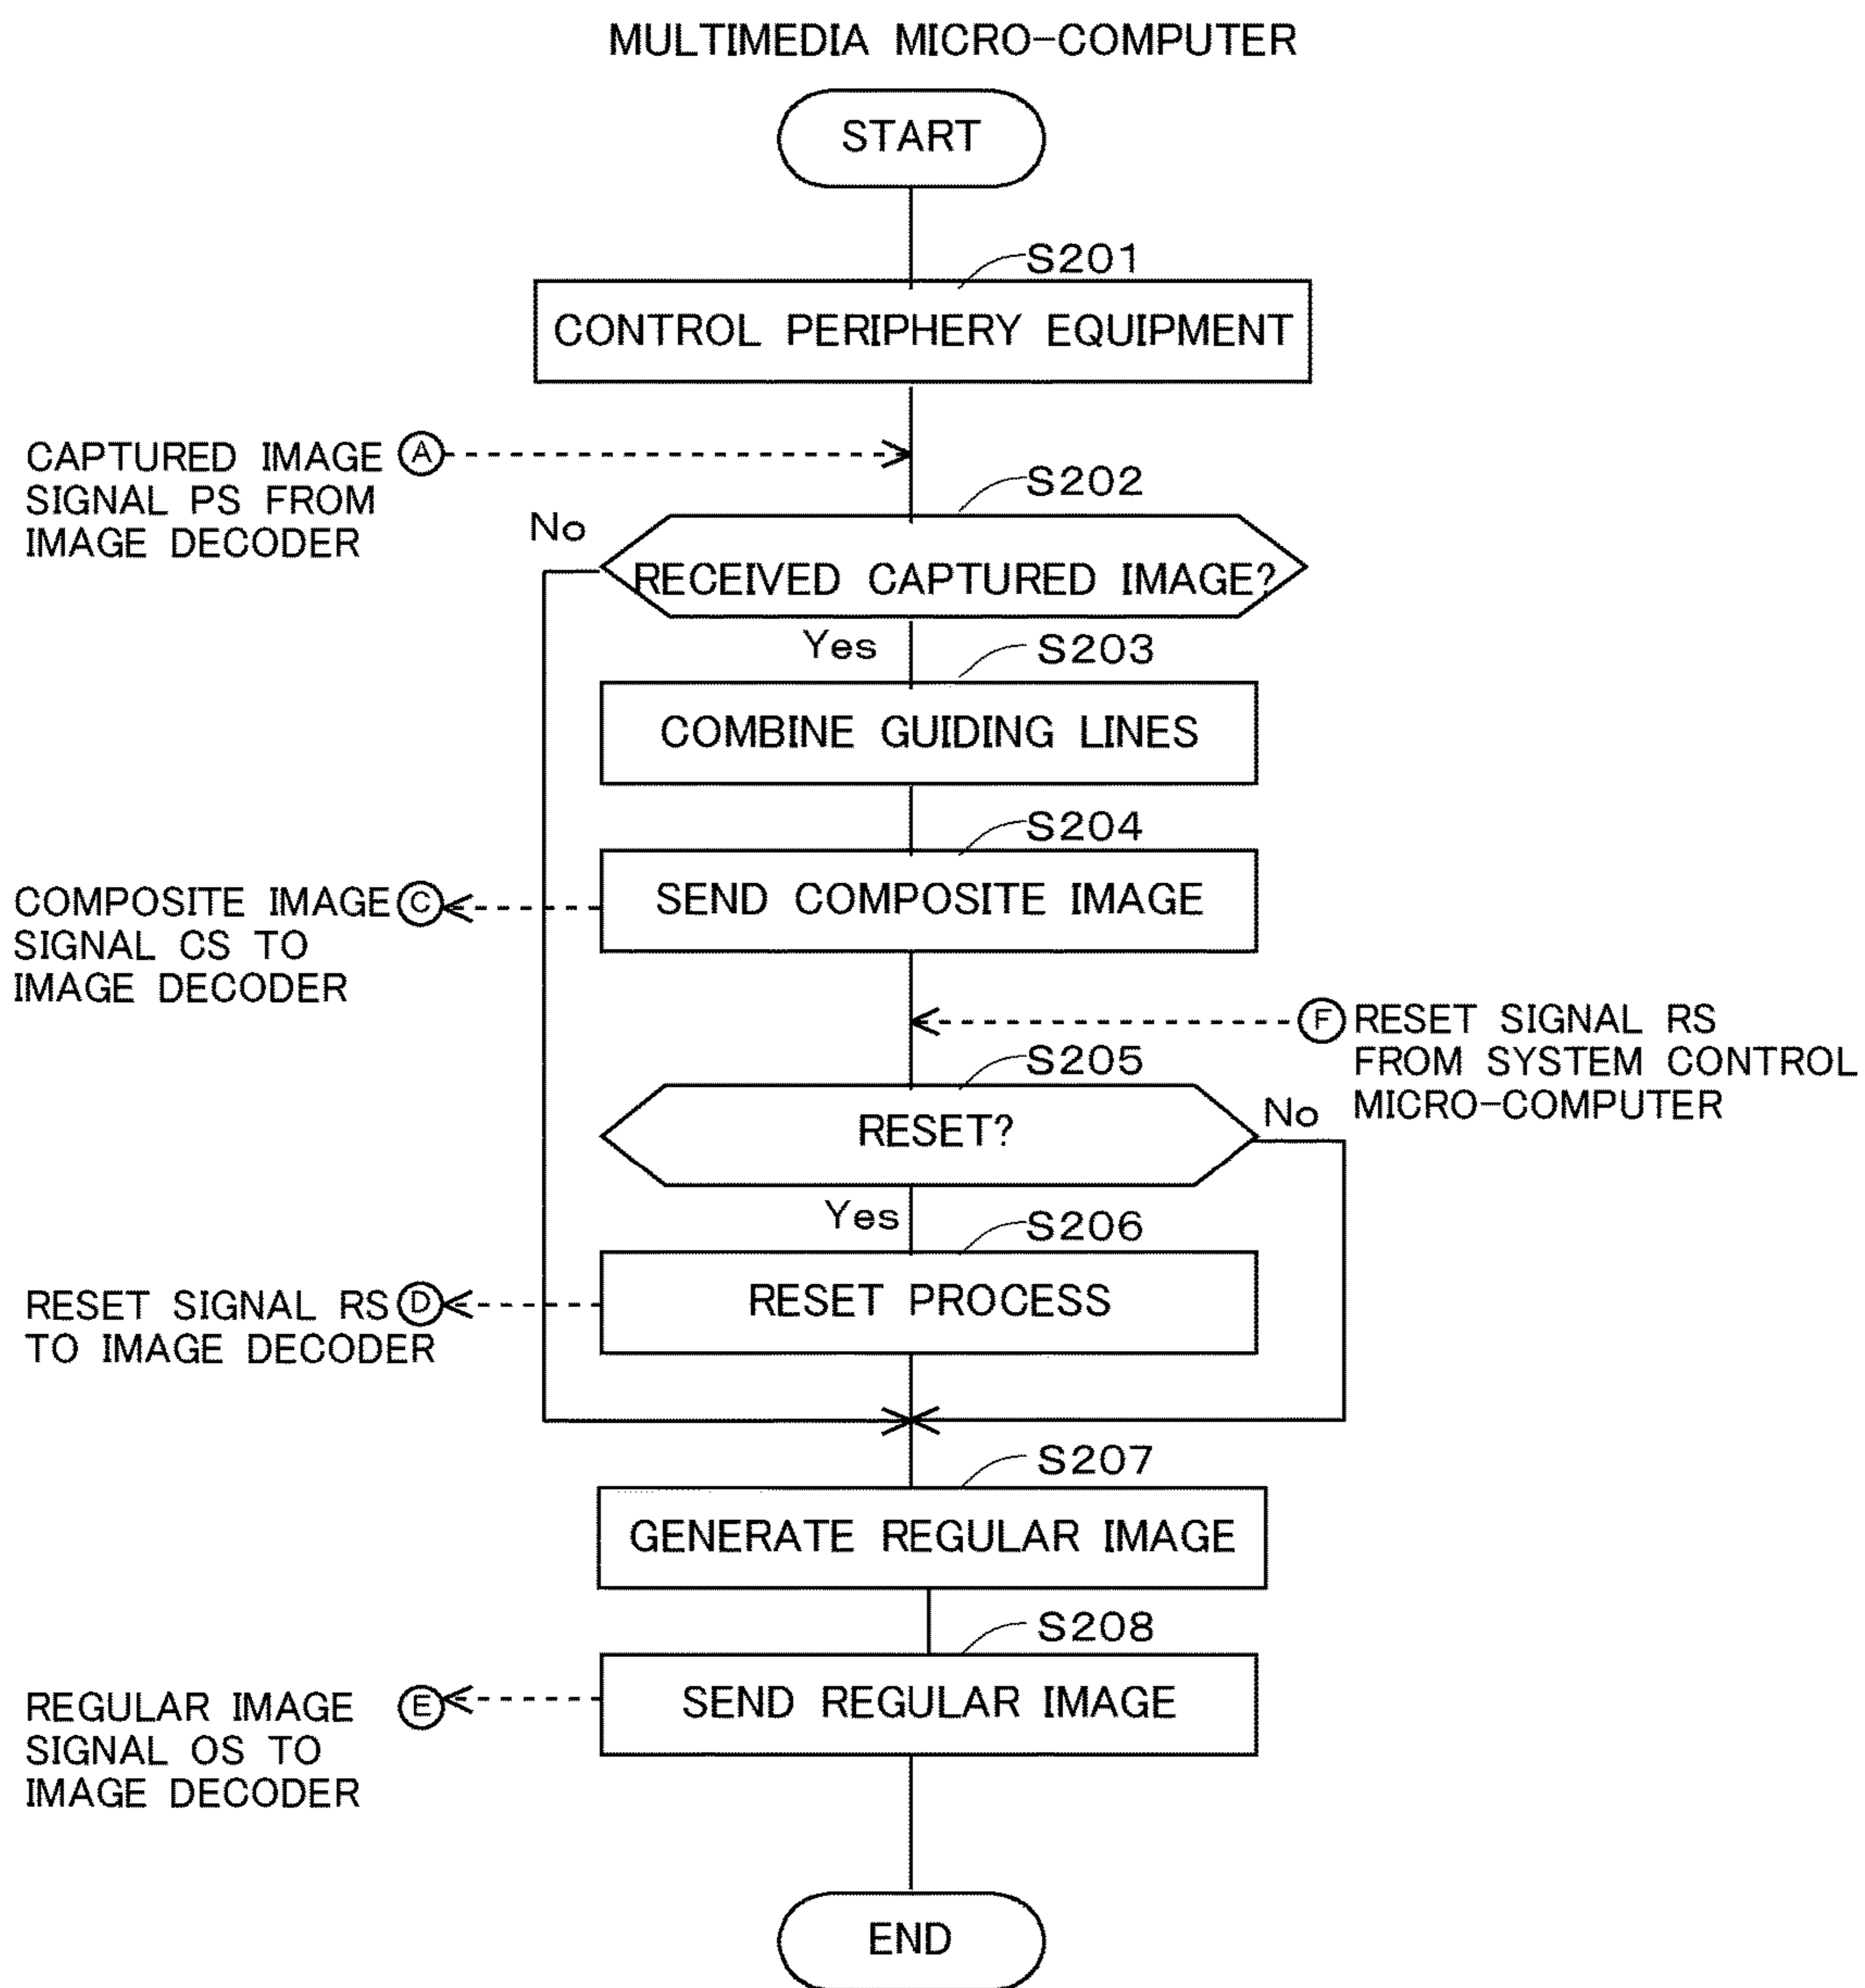 MULTIMEDIA MICRO-COMPUTER
START
S201
CONTROL PERIPHERY EQUIPMENT
CAPTURED IMAGE A
SIGNAL PS FROM
IMAGE DECODER
S202
No
RECEIVED CAPTURED IMAGE?
Yes
S203
COMBINE GUIDING LINES
S204
SEND COMPOSITE IMAGE
COMPOSITE IMAGE C
SIGNAL CS TO
IMAGE DECODER
F RESET SIGNAL RS
FROM SYSTEM CONTROL
MICRO-COMPUTER
S205
RESET?
No
Yes
S206
RESET PROCESS
RESET SIGNAL RS D
TO IMAGE DECODER
S207
GENERATE REGULAR IMAGE
S208
SEND REGULAR IMAGE
REGULAR IMAGE E
SIGNAL OS TO
IMAGE DECODER
END